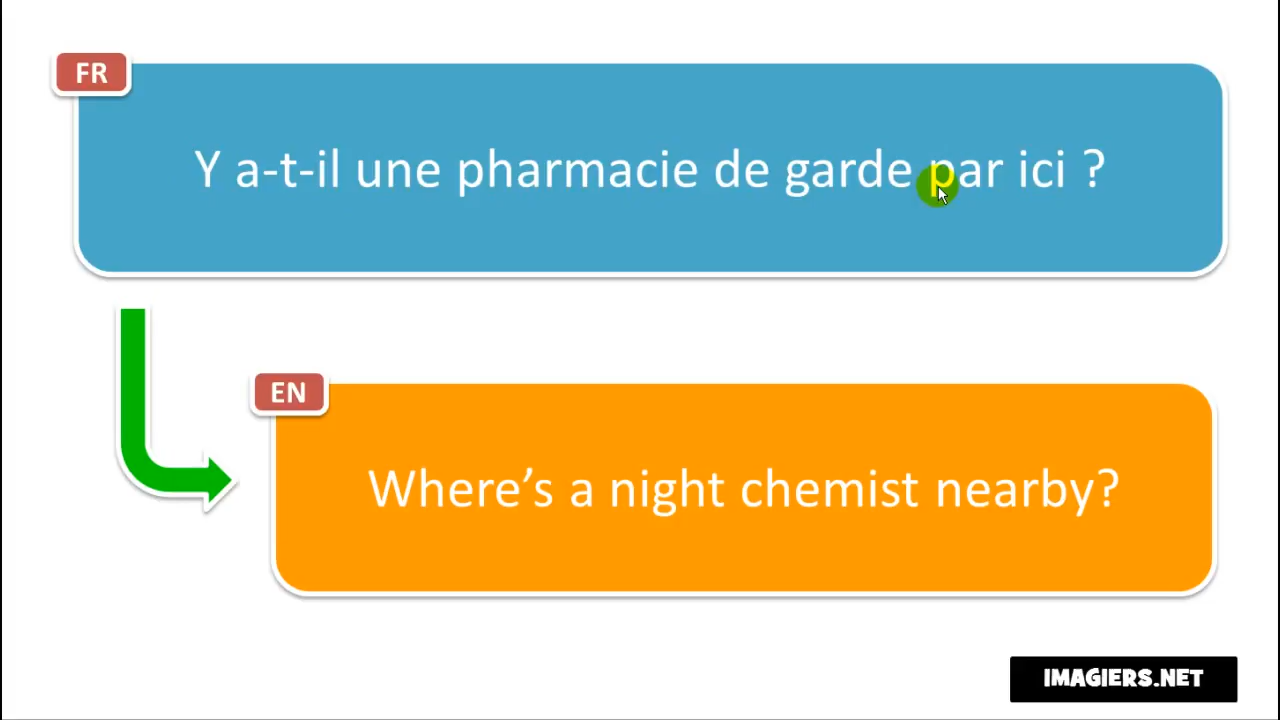 FR
Y a-t-il une pharmacie de garde par ici ?
EN
Where’s a night chemist nearby?
IMAGIERS.NET